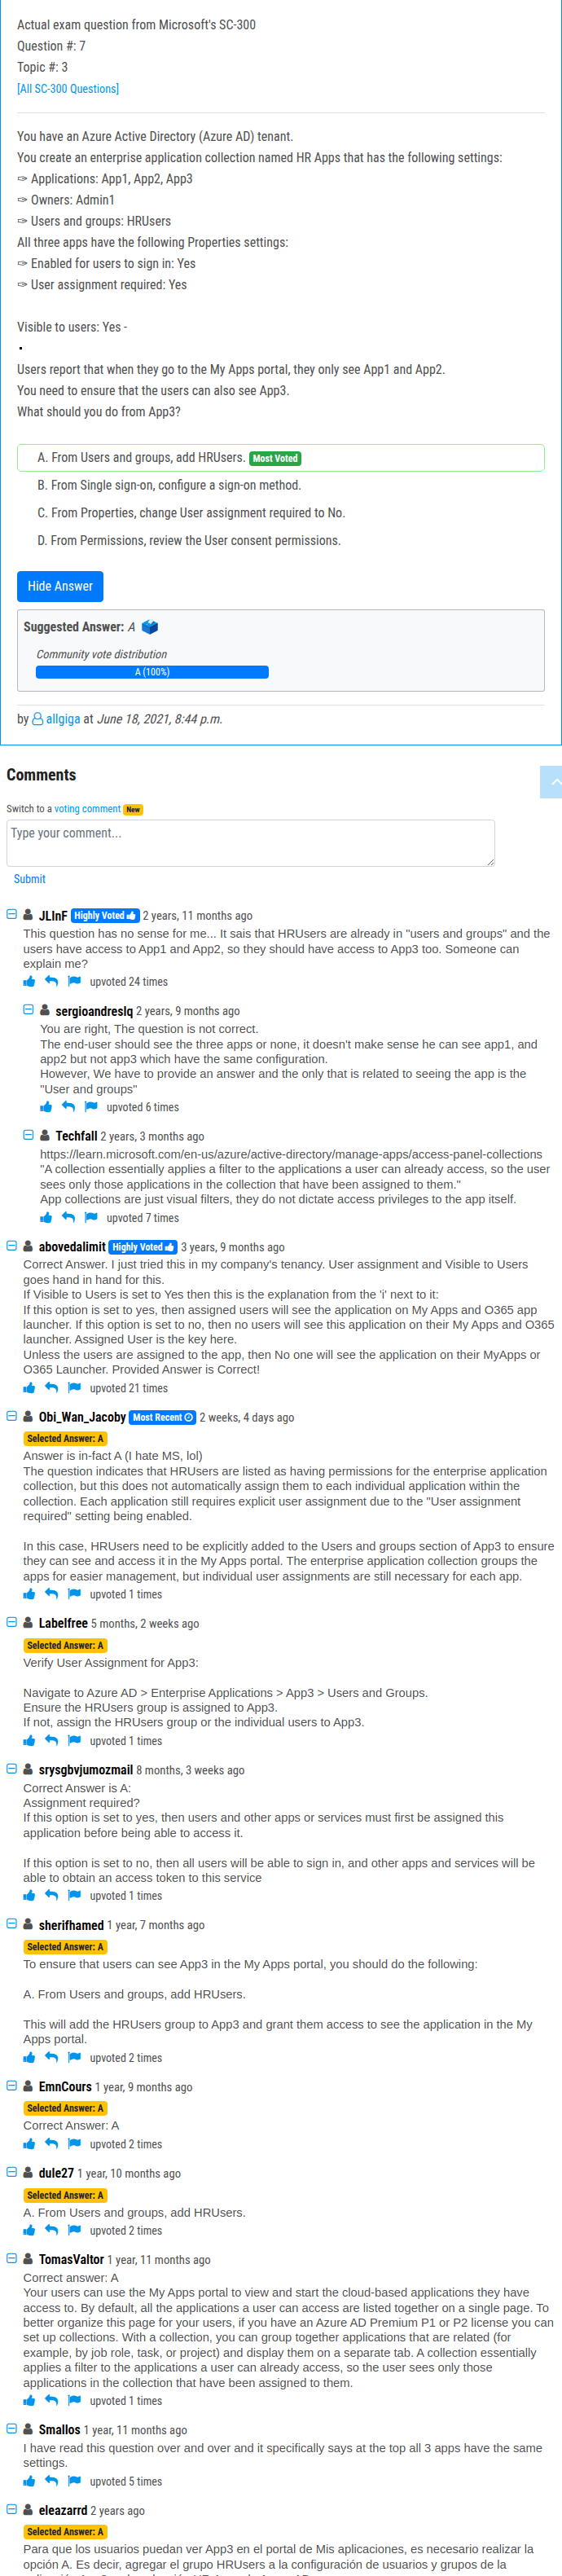 Actual exam question from Microsoft's SC-300
Question #: 7
Topic #: 3
[All SC-300 Questions]
You have an Azure Active Directory (Azure AD) tenant.
You create an enterprise application collection named HR Apps that has the following settings:
✑ Applications: App1, App2, App3
✑ Owners: Admin1
✑ Users and groups: HRUsers
All three apps have the following Properties settings:
✑ Enabled for users to sign in: Yes
✑ User assignment required: Yes
Visible to users: Yes -
▪
Users report that when they go to the My Apps portal, they only see App1 and App2.
You need to ensure that the users can also see App3.
What should you do from App3?
A. From Users and groups, add HRUsers. Most Voted
B. From Single sign-on, configure a sign-on method.
C. From Properties, change User assignment required to No.
D. From Permissions, review the User consent permissions.
Hide Answer
Suggested Answer: A
Community vote distribution
A (100%)
by allgiga at June 18, 2021, 8:44 p.m.
Comments
Switch to a voting comment New
Type your comment...
Submit
JLInF Highly Voted 2 years, 11 months ago
This question has no sense for me... It sais that HRUsers are already in "users and groups" and the
users have access to App1 and App2, so they should have access to App3 too. Someone can
explain me?
upvoted 24 times
sergioandreslq 2 years, 9 months ago
You are right, The question is not correct.
The end-user should see the three apps or none, it doesn't make sense he can see app1, and
app2 but not app3 which have the same configuration.
However, We have to provide an answer and the only that is related to seeing the app is the
"User and groups"
upvoted 6 times
Techfall 2 years, 3 months ago
https://learn.microsoft.com/en-us/azure/active-directory/manage-apps/access-panel-collections
"A collection essentially applies a filter to the applications a user can already access, so the user
sees only those applications in the collection that have been assigned to them."
App collections are just visual filters, they do not dictate access privileges to the app itself.
upvoted 7 times
abovedalimit Highly Voted 3 years, 9 months ago
Correct Answer. I just tried this in my company's tenancy. User assignment and Visible to Users
goes hand in hand for this.
If Visible to Users is set to Yes then this is the explanation from the 'i' next to it:
If this option is set to yes, then assigned users will see the application on My Apps and O365 app
launcher. If this option is set to no, then no users will see this application on their My Apps and O365
launcher. Assigned User is the key here.
Unless the users are assigned to the app, then No one will see the application on their MyApps or
O365 Launcher. Provided Answer is Correct!
upvoted 21 times
Obi_Wan_Jacoby Most Recent 2 weeks, 4 days ago
Selected Answer: A
Answer is in-fact A (I hate MS, lol)
The question indicates that HRUsers are listed as having permissions for the enterprise application
collection, but this does not automatically assign them to each individual application within the
collection. Each application still requires explicit user assignment due to the "User assignment
required" setting being enabled.
In this case, HRUsers need to be explicitly added to the Users and groups section of App3 to ensure
they can see and access it in the My Apps portal. The enterprise application collection groups the
apps for easier management, but individual user assignments are still necessary for each app.
upvoted 1 times
Labelfree 5 months, 2 weeks ago
Selected Answer: A
Verify User Assignment for App3:
Navigate to Azure AD > Enterprise Applications > App3 > Users and Groups.
Ensure the HRUsers group is assigned to App3.
If not, assign the HRUsers group or the individual users to App3.
upvoted 1 times
srysgbvjumozmail 8 months, 3 weeks ago
Correct Answer is A:
Assignment required?
If this option is set to yes, then users and other apps or services must first be assigned this
application before being able to access it.
If this option is set to no, then all users will be able to sign in, and other apps and services will be
able to obtain an access token to this service
upvoted 1 times
sherifhamed 1 year, 7 months ago
Selected Answer: A
To ensure that users can see App3 in the My Apps portal, you should do the following:
A. From Users and groups, add HRUsers.
This will add the HRUsers group to App3 and grant them access to see the application in the My
Apps portal.
upvoted 2 times
EmnCours 1 year, 9 months ago
Selected Answer: A
Correct Answer: A
upvoted 2 times
dule27 1 year, 10 months ago
Selected Answer: A
A. From Users and groups, add HRUsers.
upvoted 2 times
TomasValtor 1 year, 11 months ago
Correct answer: A
Your users can use the My Apps portal to view and start the cloud-based applications they have
access to. By default, all the applications a user can access are listed together on a single page. To
better organize this page for your users, if you have an Azure AD Premium P1 or P2 license you can
set up collections. With a collection, you can group together applications that are related (for
example, by job role, task, or project) and display them on a separate tab. A collection essentially
applies a filter to the applications a user can already access, so the user sees only those
applications in the collection that have been assigned to them.
upvoted 1 times
Smallos 1 year, 11 months ago
I have read this question over and over and it specifically says at the top all 3 apps have the same
settings.
upvoted 5 times
eleazarrd 2 years ago
Selected Answer: A
Para que los usuarios puedan ver App3 en el portal de Mis aplicaciones, es necesario realizar la
opción A. Es decir, agregar el grupo HRUsers a la configuración de usuarios y grupos de la